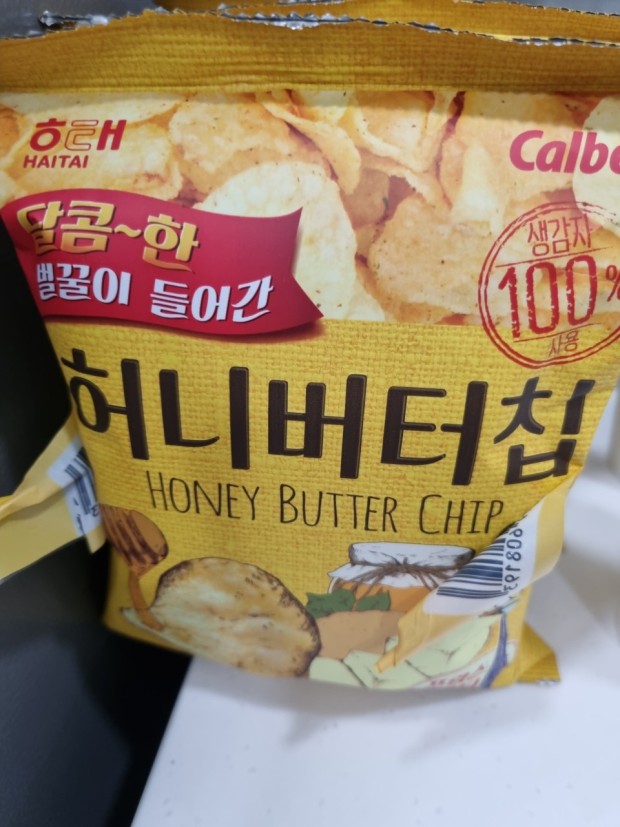 해태
HAITAI
Calbe
달콤~한
벌꿀이 들어간
생감자
100%
사용
허니버터칩
HONEY BUTTER CHIP